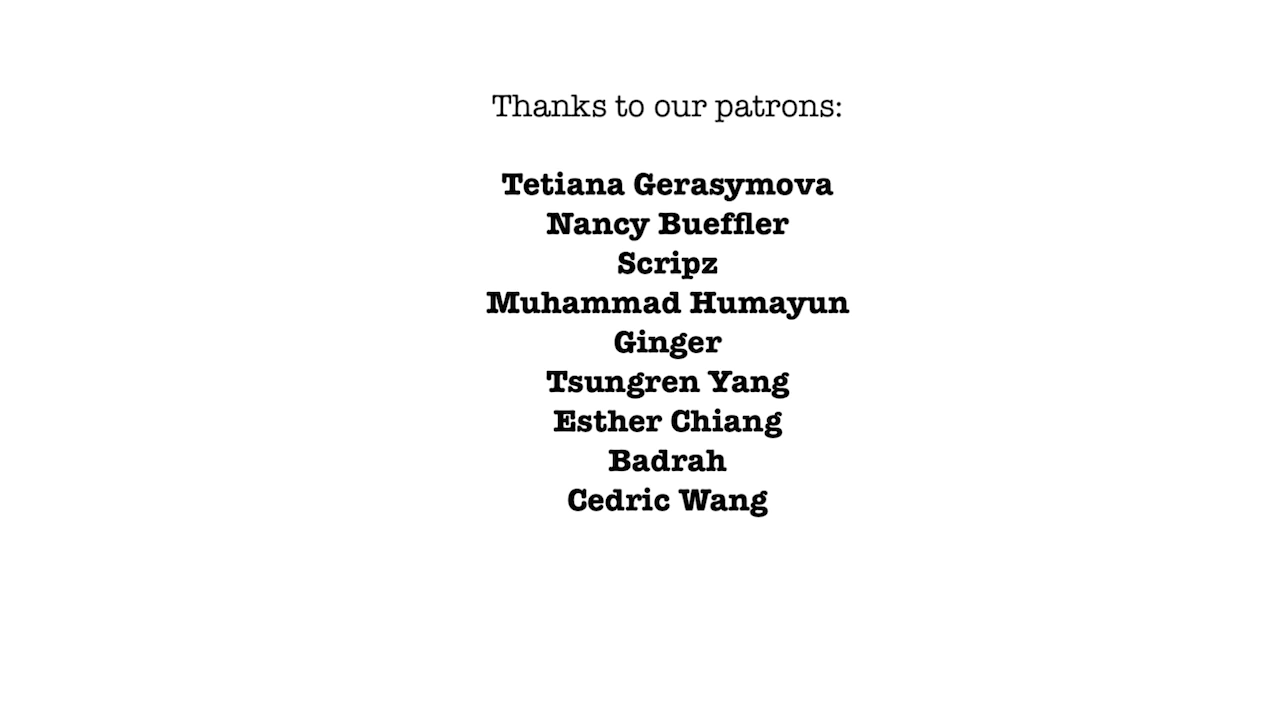 Thanks to our patrons:
Tetiana Gerasymova
Nancy Bueffler
Scripz
Muhammad Humayun
Ginger
Tsungren Yang
Esther Chiang
Badrah
Cedric Wang